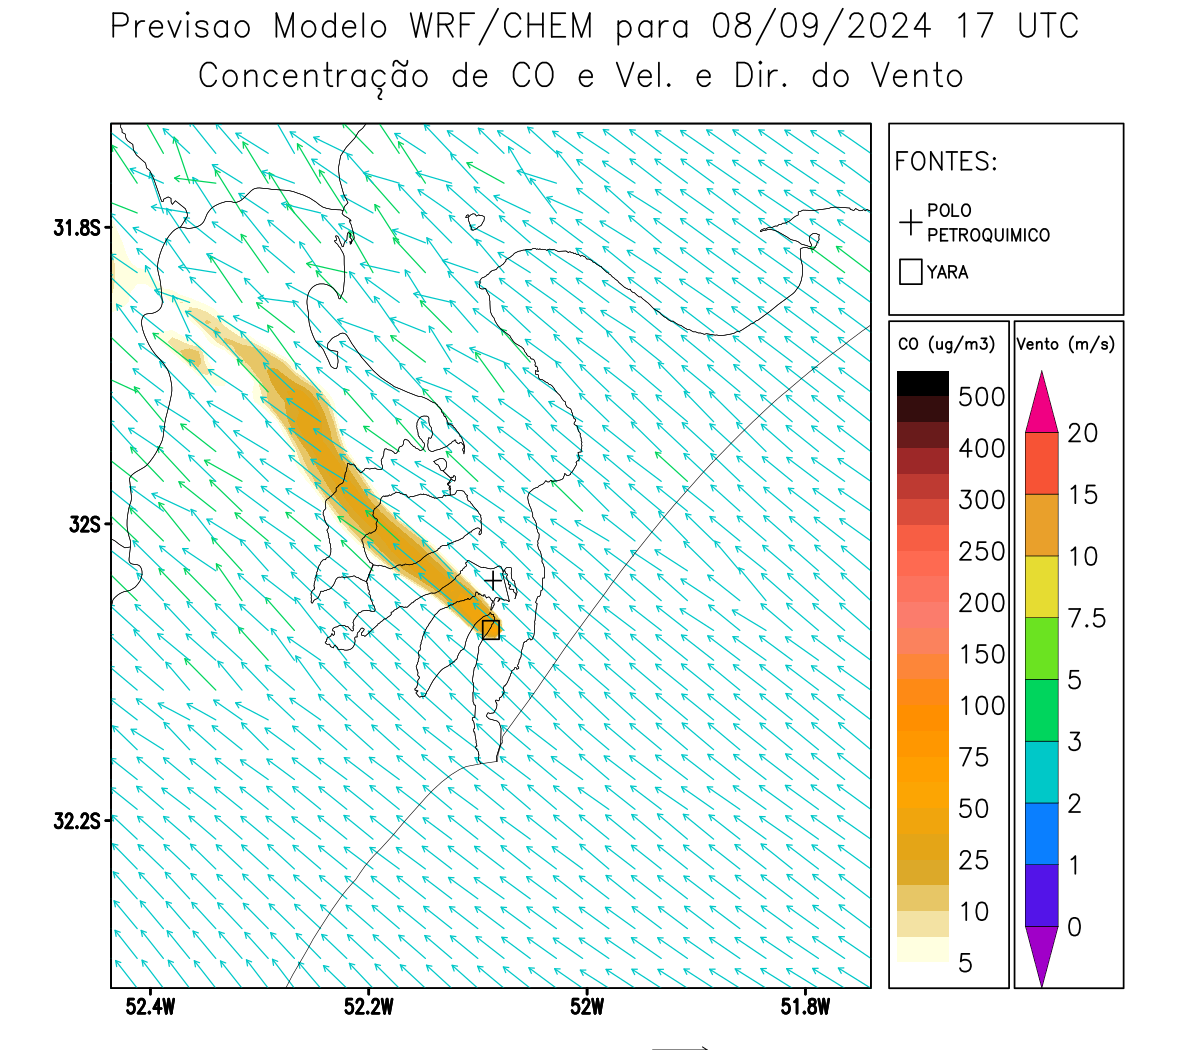 Previsao Modelo WRF/CHEM para 08/09/2024 17 UTC
Concentração de CO e Vel. e Dir. do Vento
FONTES:
POLO
PETROQUIMICO
YARA
CO (ug/m3)
500
400
300
250
200
150
100
75
50
25
10
5
Vento (m/s)
20
15
10
7.5
5
3
2
1
0
31.8S
32S
32.2S
52.4W
52.2W
52W
51.8W